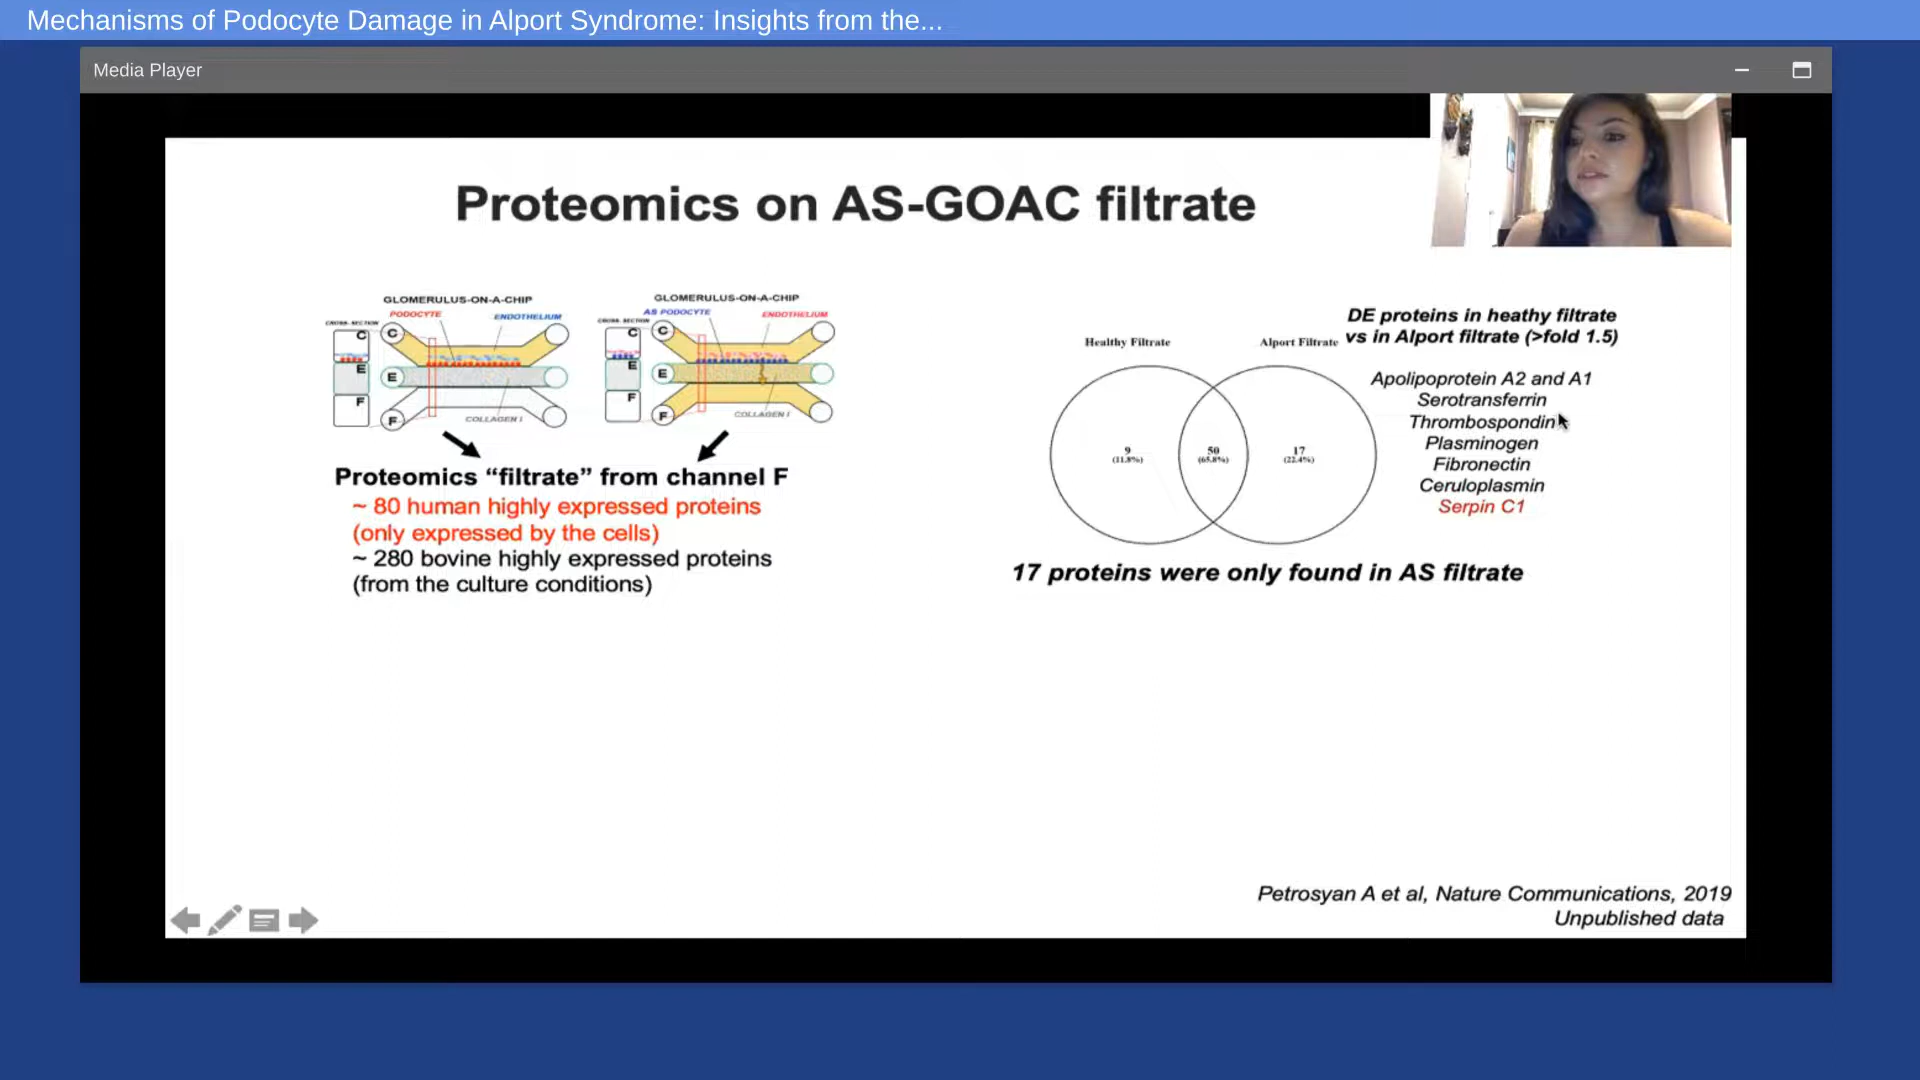 Mechanisms of Podocyte Damage in Alport Syndrome: Insights from the...
Media Player
Proteomics on AS-GOAC filtrate
GLOMERULUS-ON-A-CHIP
PODOCYTE
ENDOTHELIUM
CROSS- SECTION
C
C
E
E
F
F
COLLAGEN I
GLOMERULUS-ON-A-CHIP
AS PODOCYTE
ENDOTHELIUM
CROSS- SECTION
C
C
E
E
F
F
COLLAGEN I
Proteomics “filtrate” from channel F
~ 80 human highly expressed proteins
(only expressed by the cells)
~ 280 bovine highly expressed proteins
(from the culture conditions)
Healthy Filtrate
Alport Filtrate
9
(11.8%)
50
(65.8%)
17
(22.4%)
DE proteins in heathy filtrate
vs in Alport filtrate (>fold 1.5)
Apolipoprotein A2 and A1
Serotransferrin
Thrombospondin
Plasminogen
Fibronectin
Ceruloplasmin
Serpin C1
17 proteins were only found in AS filtrate
Petrosyan A et al, Nature Communications, 2019
Unpublished data